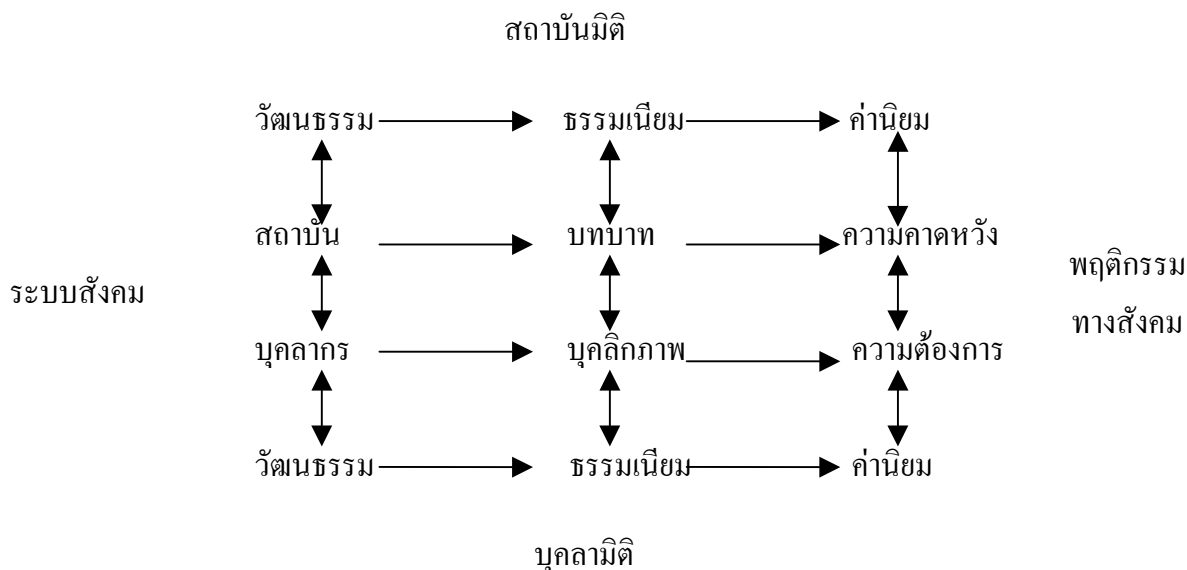 สถาบันมิติ
วัฒนธรรม ธรรมเนียม ค่านิยม
สถาบัน บทบาท ความคาดหวัง
ระบบสังคม
พฤติกรรม
ทางสังคม
บุคลากร บุคลิกภาพ ความต้องการ
วัฒนธรรม ธรรมเนียม ค่านิยม
บุคลามิติ